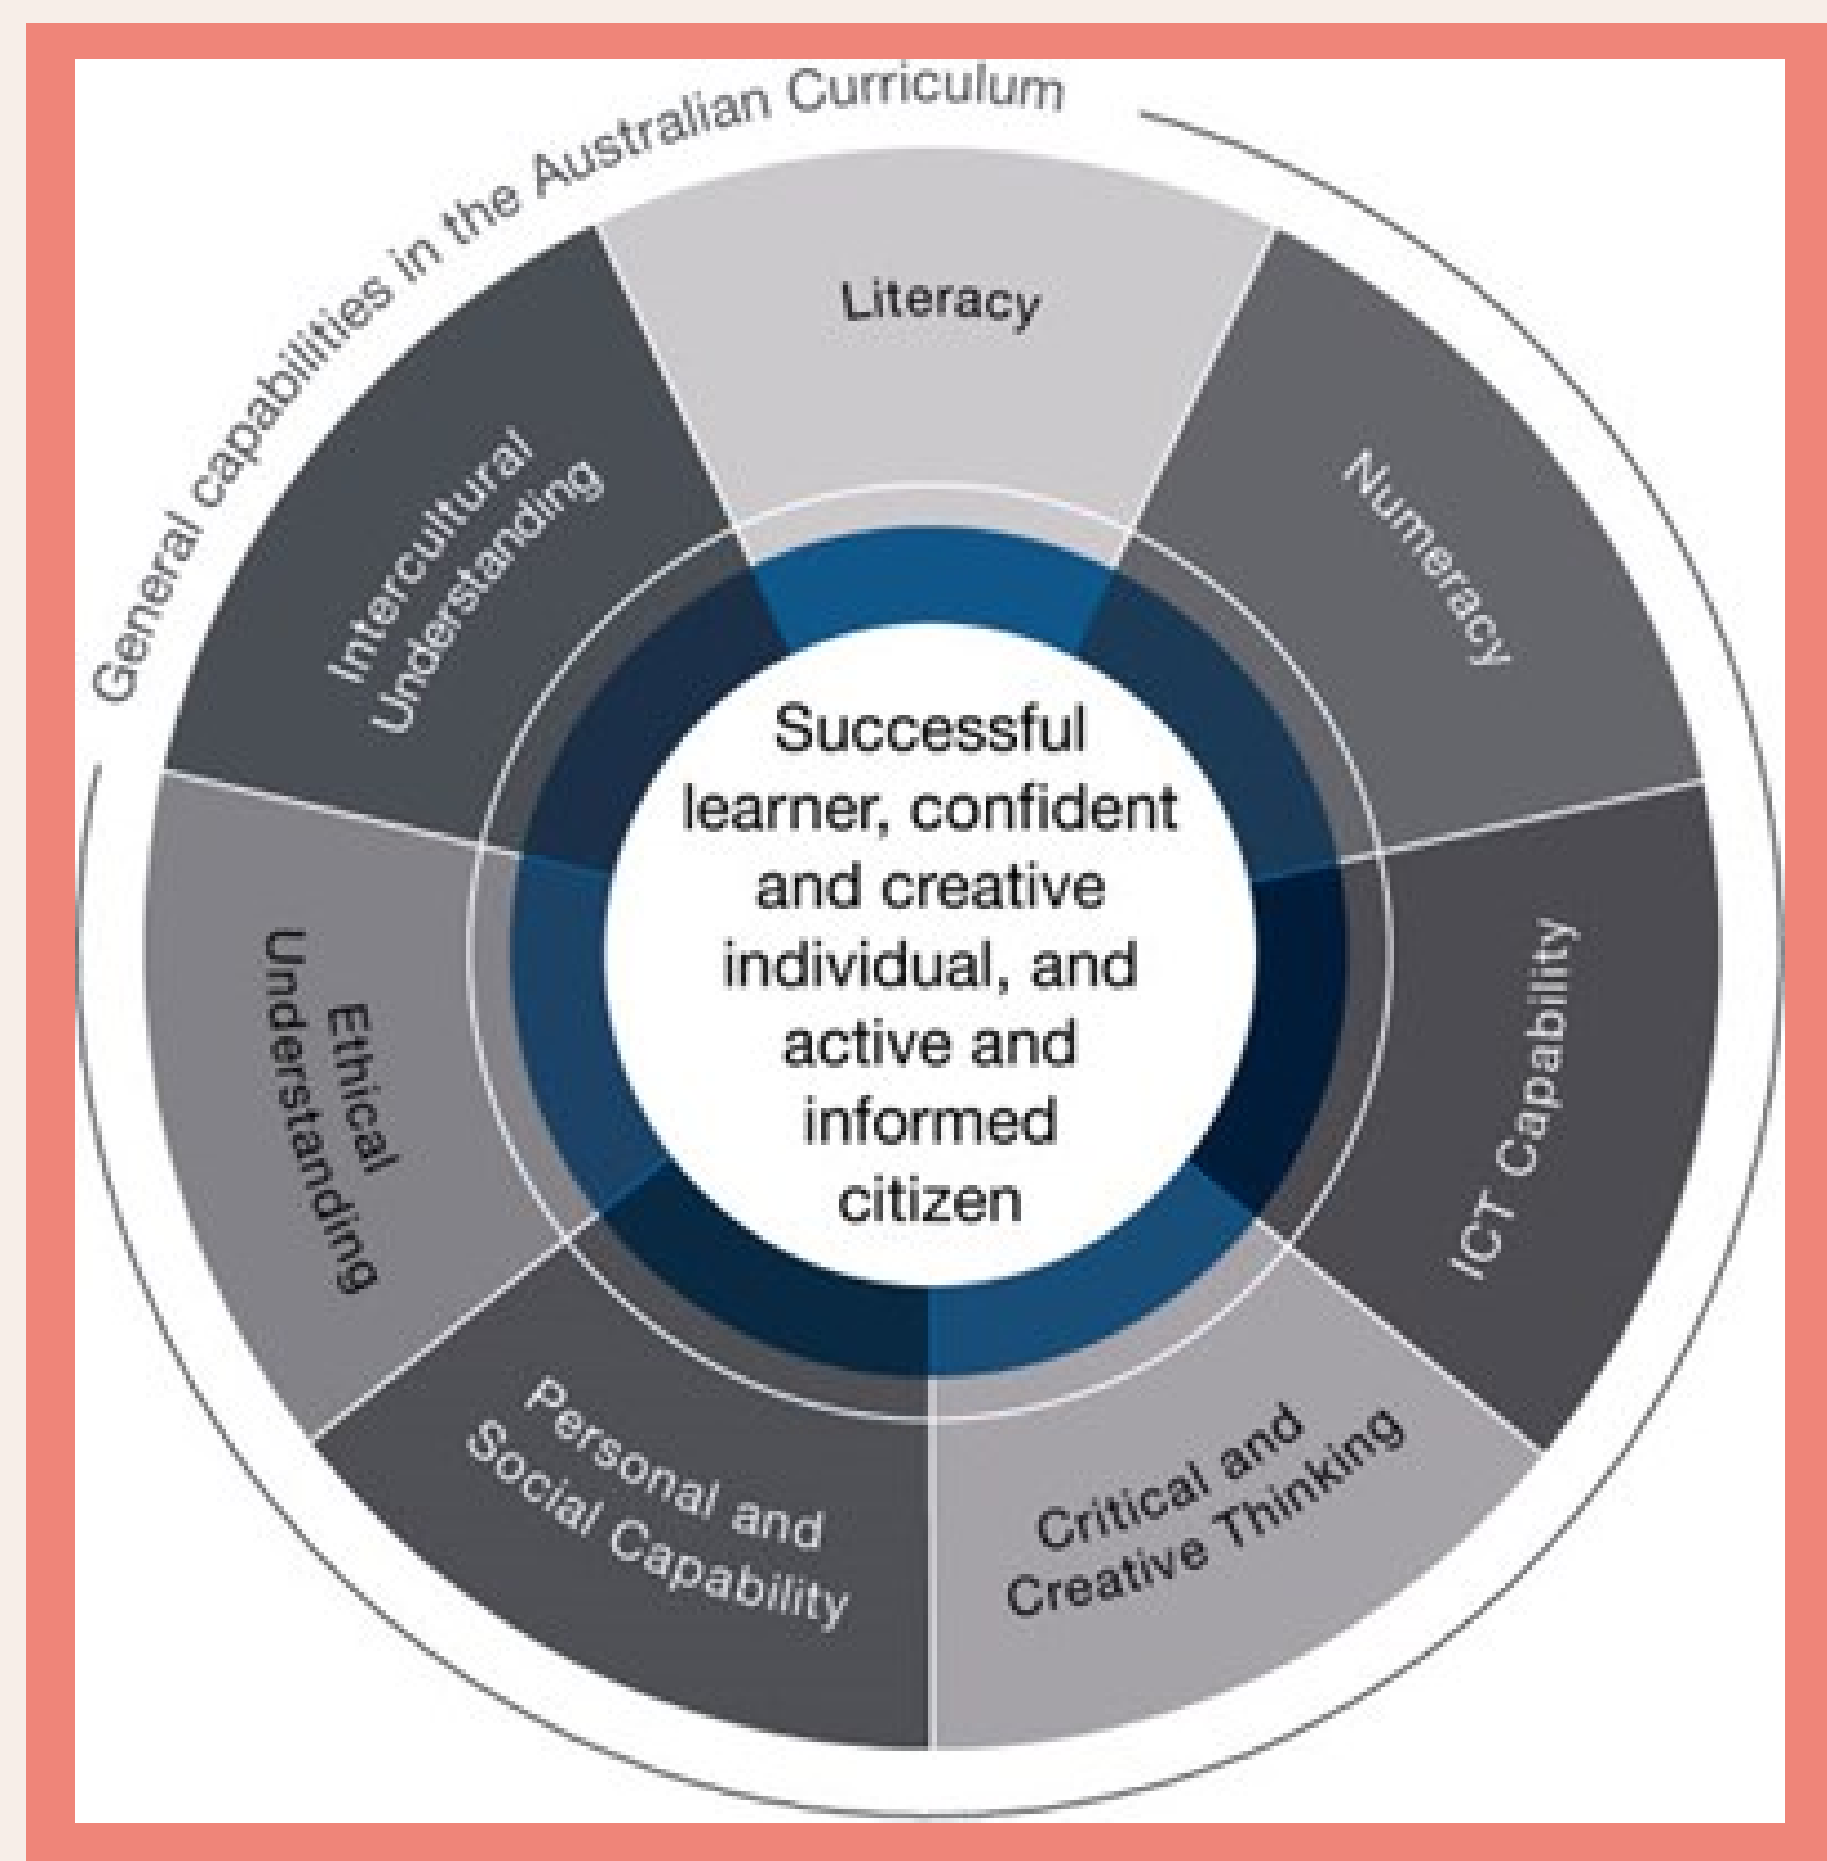 General capabilities in the Australian Curriculum
Literacy
Numeracy
ICT Capability
Critical and
Creative Thinking
Personal and
Social Capability
Ethical
Understanding
Intercultural
Understanding
Successful
learner, confident
and creative
individual, and
active and
informed
citizen